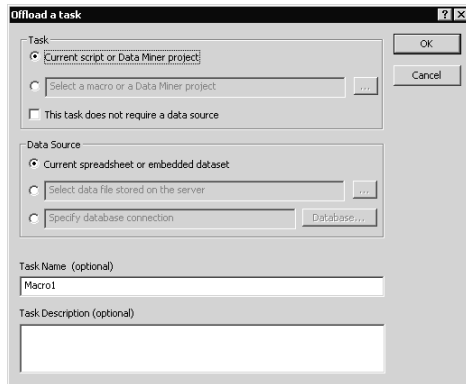 Offload a task
Task
Current script or Data Miner project
Select a macro or a Data Miner project
...
This task does not require a data source
Data Source
Current spreadsheet or embedded dataset
Select data file stored on the server
...
Specify database connection
Database...
Task Name (optional)
Macro1
Task Description (optional)
OK
Cancel